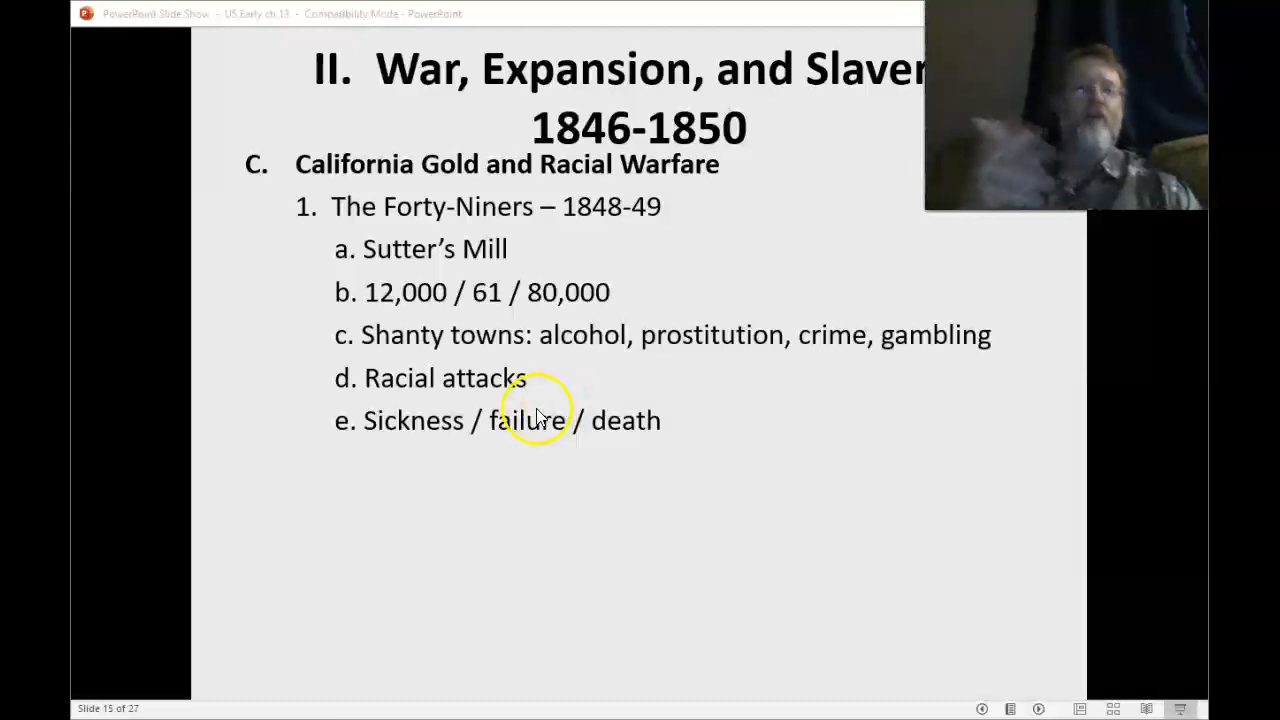 PowerPoint Slide Show - US Early ch 13 - Compatibility Mode - PowerPoint
II. War, Expansion, and Slaver
1846-1850
C. California Gold and Racial Warfare
1. The Forty-Niners – 1848-49
a. Sutter’s Mill
b. 12,000 / 61 / 80,000
c. Shanty towns: alcohol, prostitution, crime, gambling
d. Racial attacks
e. Sickness / failure / death
Slide 15 of 27